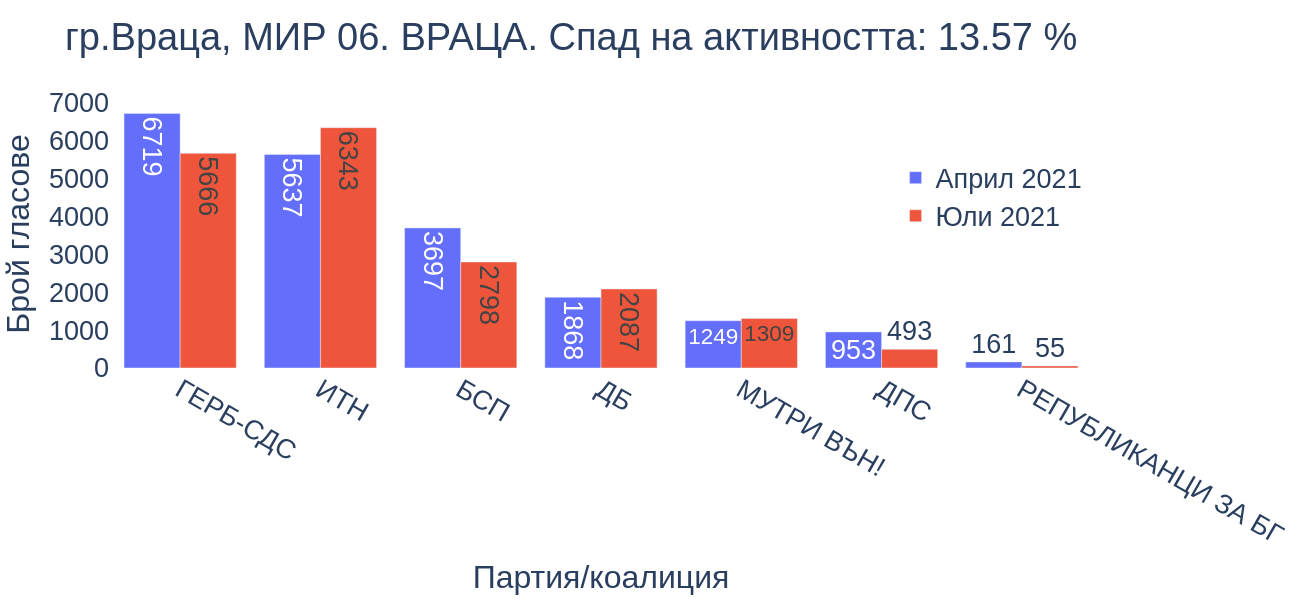 гр.Враца, МИР 06. ВРАЦА. Спад на активността: 13.57 %
Брой гласове
7000
6000
5000
4000
3000
2000
1000
0
6719
5666
5637
6343
3697
2798
1868
2087
1249
1309
953
493
161
55
Април 2021
Юли 2021
ГЕРБ-СДС
ИТН
БСП
ДБ
МУТРИ ВЪН!
ДПС
РЕПУБЛИКАНЦИ ЗА БГ
Партия/коалиция